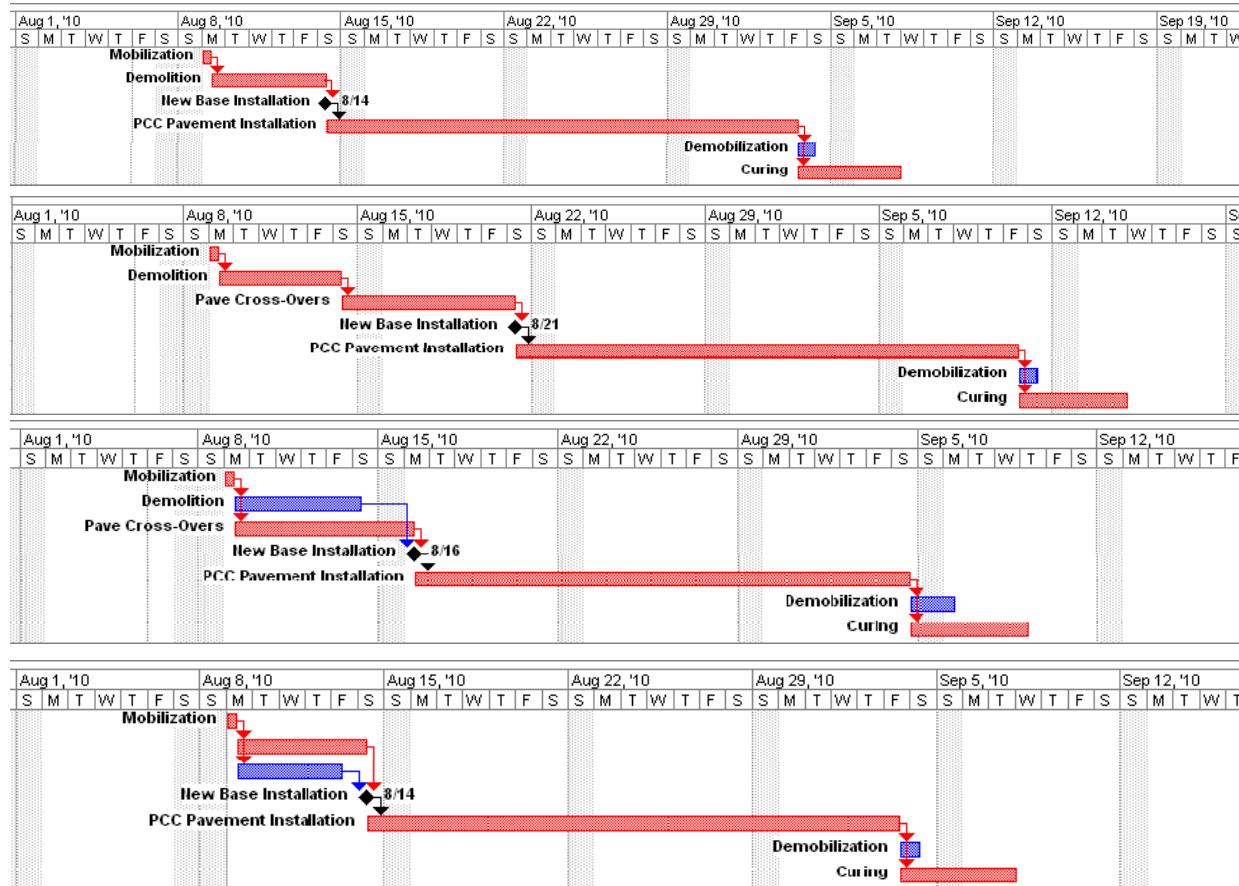 Aug 1, '10 Aug 8, '10 Aug 15, '10 Aug 22, '10 Aug 29, '10 Sep 5, '10 Sep 12, '10 Sep 19, '10
S M T W T F S S M T W T F S S M T W T F S S M T W T F S S M T W T F S S M T W T F S S M T W T F S S M T W
Mobilization
Demolition
New Base Installation 8/14
PCC Pavement Installation
Demobilization
Curing
Aug 1, '10 Aug 8, '10 Aug 15, '10 Aug 22, '10 Aug 29, '10 Sep 5, '10 Sep 12, '10 S
S M T W T F S S M T W T F S S M T W T F S S M T W T F S S M T W T F S S M T W T F S S M T W T F S S
Mobilization
Demolition
Pave Cross-Overs
New Base Installation 8/21
PCC Pavement Installation
Demobilization
Curing
Aug 1, '10 Aug 8, '10 Aug 15, '10 Aug 22, '10 Aug 29, '10 Sep 5, '10 Sep 12, '10
S M T W T F S S M T W T F S S M T W T F S S M T W T F S S M T W T F S S M T W T F S S M T W T F
Mobilization
Demolition
Pave Cross-Overs
New Base Installation 8/16
PCC Pavement Installation
Demobilization
Curing
Aug 1, '10 Aug 8, '10 Aug 15, '10 Aug 22, '10 Aug 29, '10 Sep 5, '10 Sep 12, '10
S M T W T F S S M T W T F S S M T W T F S S M T W T F S S M T W T F S S M T W T F S S M T W T
Mobilization
New Base Installation 8/14
PCC Pavement Installation
Demobilization
Curing